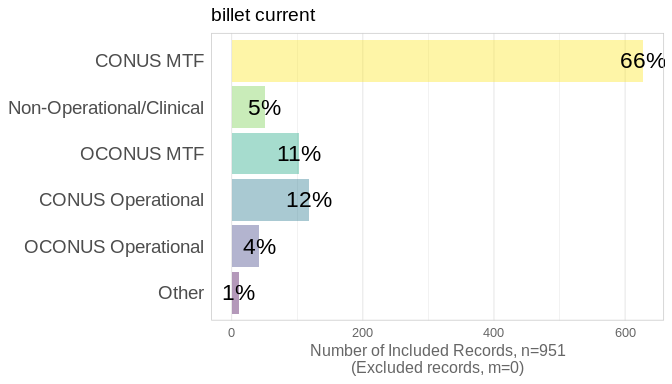 billet current
CONUS MTF 66%
Non-Operational/Clinical 5%
OCONUS MTF 11%
CONUS Operational 12%
OCONUS Operational 4%
Other 1%
0 200 400 600
Number of Included Records, n=951
(Excluded records, m=0)